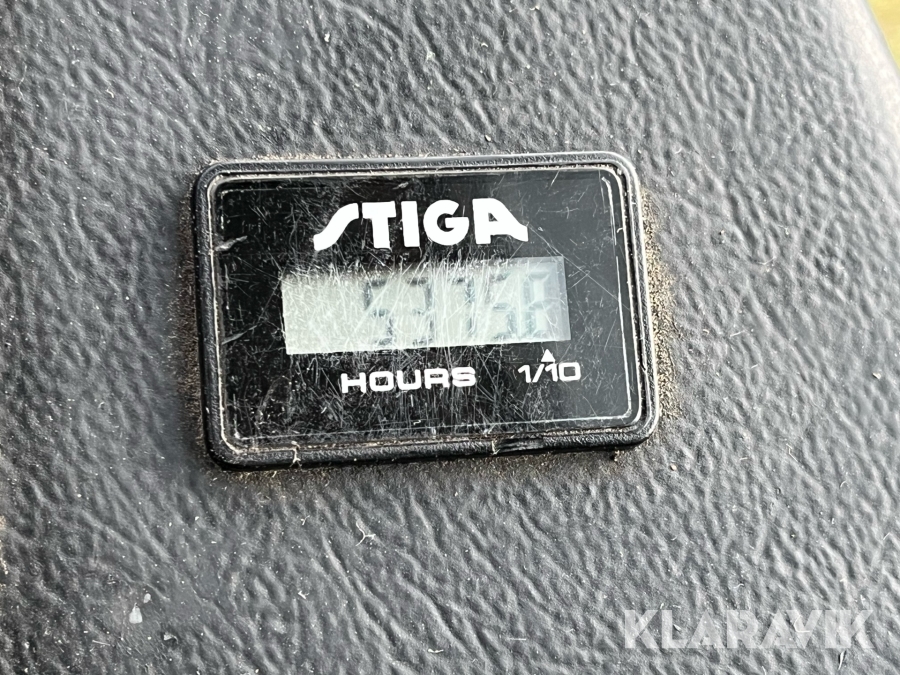 STIGA
HOURS 1/10
KLARAVIK